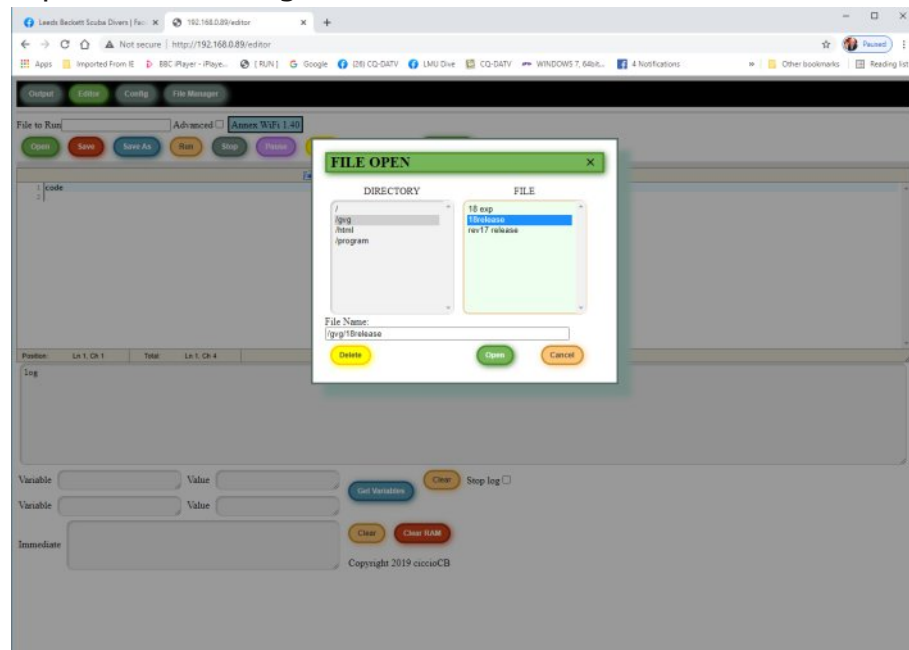 Leeds Beckett Scuba Divers | Fac
192.168.0.89/editor
Not secure | http://192.168.0.89/editor
Paused
Apps Imported From IE BBC iPlayer - iPlaye... [ RUN ] Google (28) CQ-DATV LMU Dive CQ-DATV WINDOWS 7, 64bit... 4 Notifications Other bookmarks Reading list
Output Editor Config File Manager
File to Run Advanced Annex WiFi 1.40
Open Save Save As Run Stop Pause
1 code
2
FILE OPEN ×
DIRECTORY FILE
/ 18 exp
/gvg 18release
/html rev17 release
/program
File Name:
/gvg/18release
Delete Open Cancel
Position: Ln 1, Ch 1 Total: Ln 1, Ch 4
log
Variable Value Get Variables Clear Stop log
Variable Value
Immediate Clear Clear RAM
Copyright 2019 ciccioCB